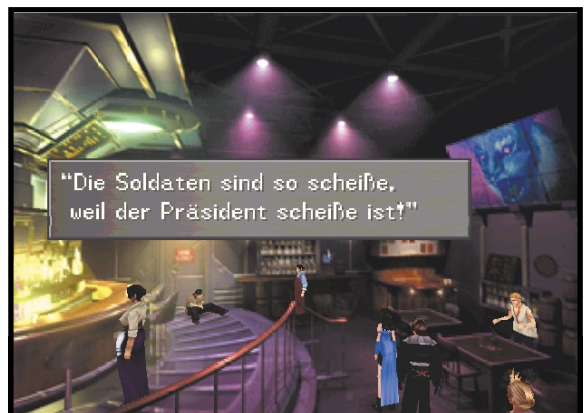 “Die Soldaten sind so scheiße,
weil der Präsident scheiße ist!”